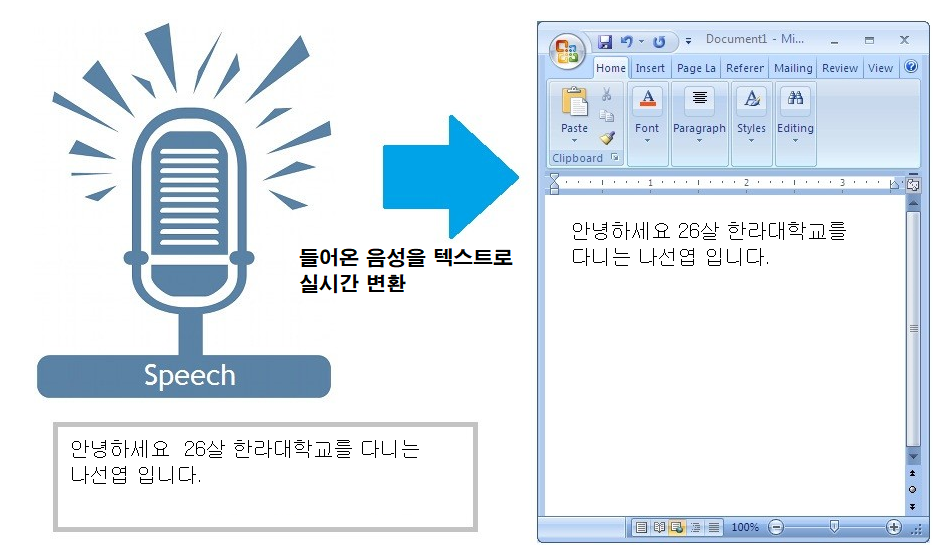 Speech
안녕하세요  26살 한라대학교를 다니는
나선엽 입니다.
들어온 음성을 텍스트로
실시간 변환
Document1 - Mi...
Home Insert Page La Referer Mailing Review View
Paste Font Paragraph Styles Editing
Clipboard
1 2 3
안녕하세요 26살 한라대학교를
다니는 나선엽 입니다.
100%